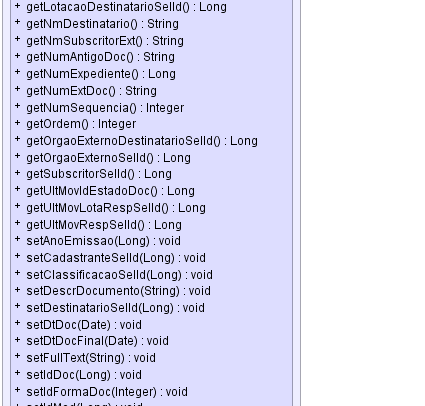 + getLotacaoDestinatarioSelId() : Long
+ getNmDestinatario() : String
+ getNmSubscritorExt() : String
+ getNumAntigoDoc() : String
+ getNumExpediente() : Long
+ getNumExtDoc() : String
+ getNumSequencia() : Integer
+ getOrdem() : Integer
+ getOrgaoExternoDestinatarioSelId() : Long
+ getOrgaoExternoSelId() : Long
+ getSubscritorSelId() : Long
+ getUltMovIdEstadoDoc() : Long
+ getUltMovLotaRespSelId() : Long
+ getUltMovRespSelId() : Long
+ setAnoEmissao(Long) : void
+ setCadastranteSelId(Long) : void
+ setClassificacaoSelId(Long) : void
+ setDescrDocumento(String) : void
+ setDestinatarioSelId(Long) : void
+ setDtDoc(Date) : void
+ setDtDocFinal(Date) : void
+ setFullText(String) : void
+ setIdDoc(Long) : void
+ setIdFormaDoc(Integer) : void
+ setIdMod(Long) : void